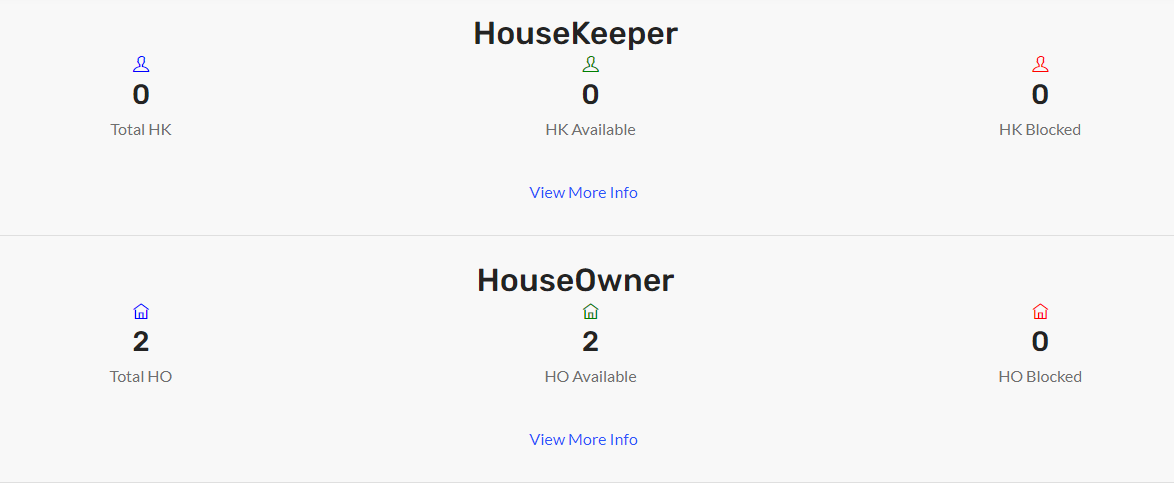 HouseKeeper
0 0 0
Total HK HK Available HK Blocked
View More Info
HouseOwner
2 2 0
Total HO HO Available HO Blocked
View More Info